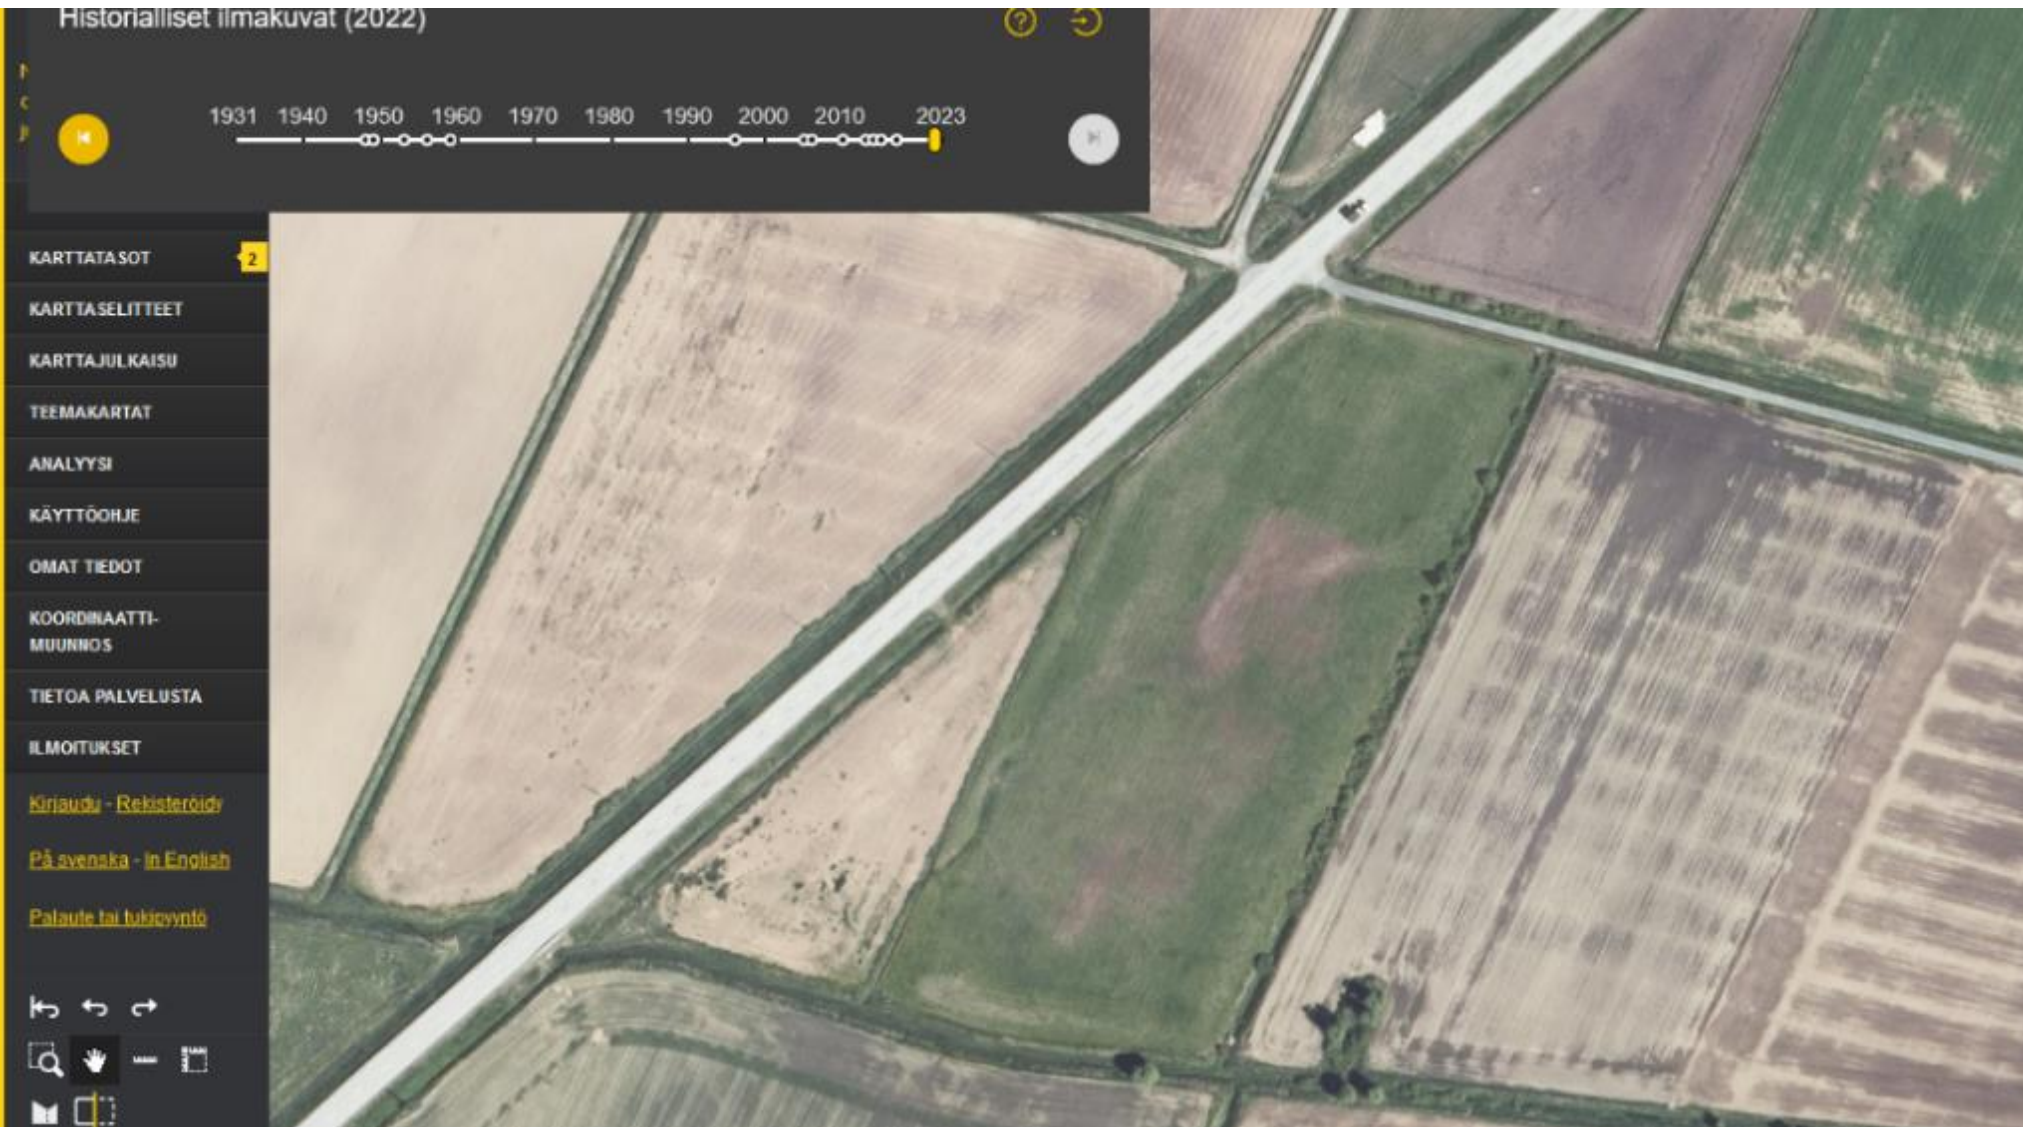 Historialliset ilmakuvat (2022)
1931 1940 1950 1960 1970 1980 1990 2000 2010 2023
KARTTATASOT 2
KARTTASELITTEET
KARTTAJULKAISU
TEEMAKARTAT
ANALYYSI
KÄYTTÖOHJE
OMAT TIEDOT
KOORDINAATTI-
MUUNNOS
TIETOA PALVELUSTA
ILMOITUKSET
Kirjaudu - Rekisteröidy
På svenska - In English
Palaute tai tukipyyntö